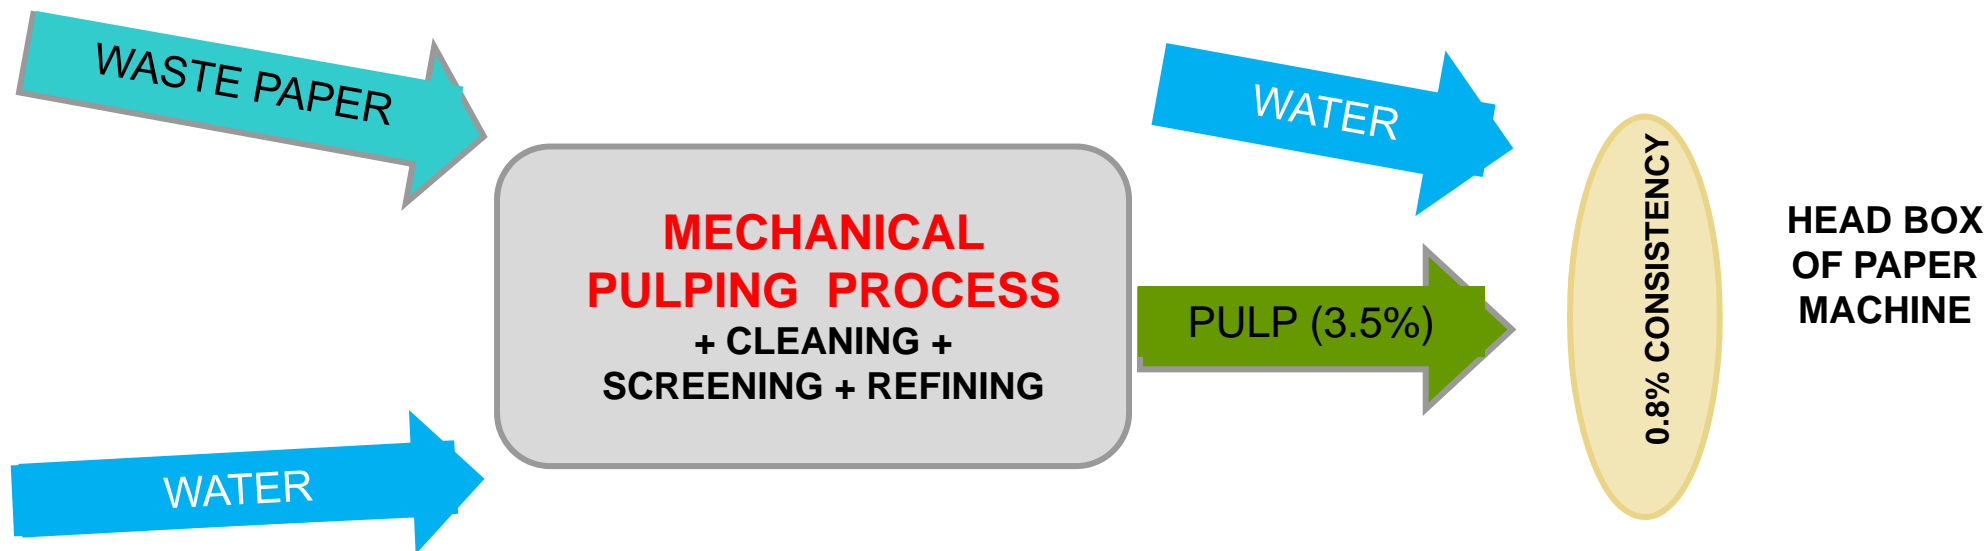 WASTE PAPER
WATER
MECHANICAL
PULPING PROCESS
+ CLEANING +
SCREENING + REFINING
WATER
PULP (3.5%)
0.8% CONSISTENCY
HEAD BOX
OF PAPER
MACHINE